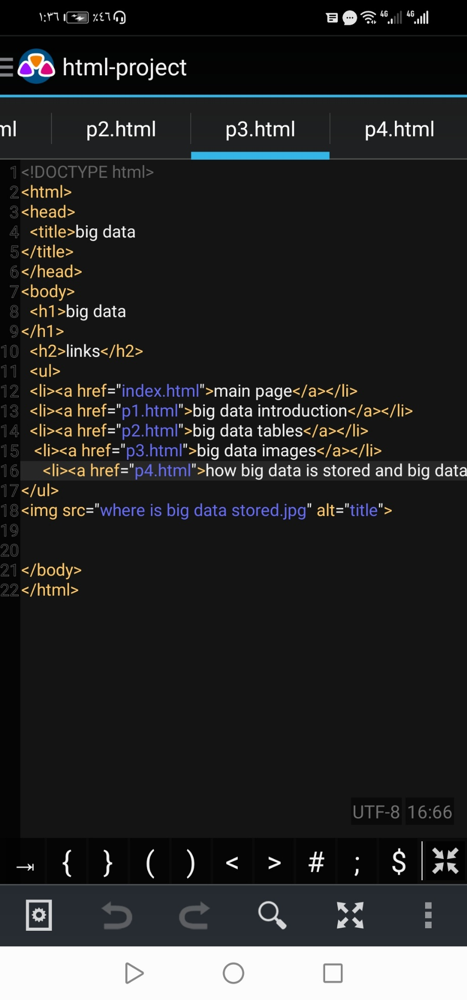 ١:٣٦ ٪٤٦ 4G 4G
html-project
ml p2.html p3.html p4.html
1 <!DOCTYPE html>
2 <html>
3 <head>
4 <title>big data
5 </title>
6 </head>
7 <body>
8 <h1>big data
9 </h1>
10 <h2>links</h2>
11 <ul>
12 <li><a href="index.html">main page</a></li>
13 <li><a href="p1.html">big data introduction</a></li>
14 <li><a href="p2.html">big data tables</a></li>
15 <li><a href="p3.html">big data images</a></li>
16 <li><a href="p4.html">how big data is stored and big data
17 </ul>
18 <img src="where is big data stored.jpg" alt="title">
19
20
21 </body>
22 </html>
UTF-8 16:66
{ } ( ) < > # ; $